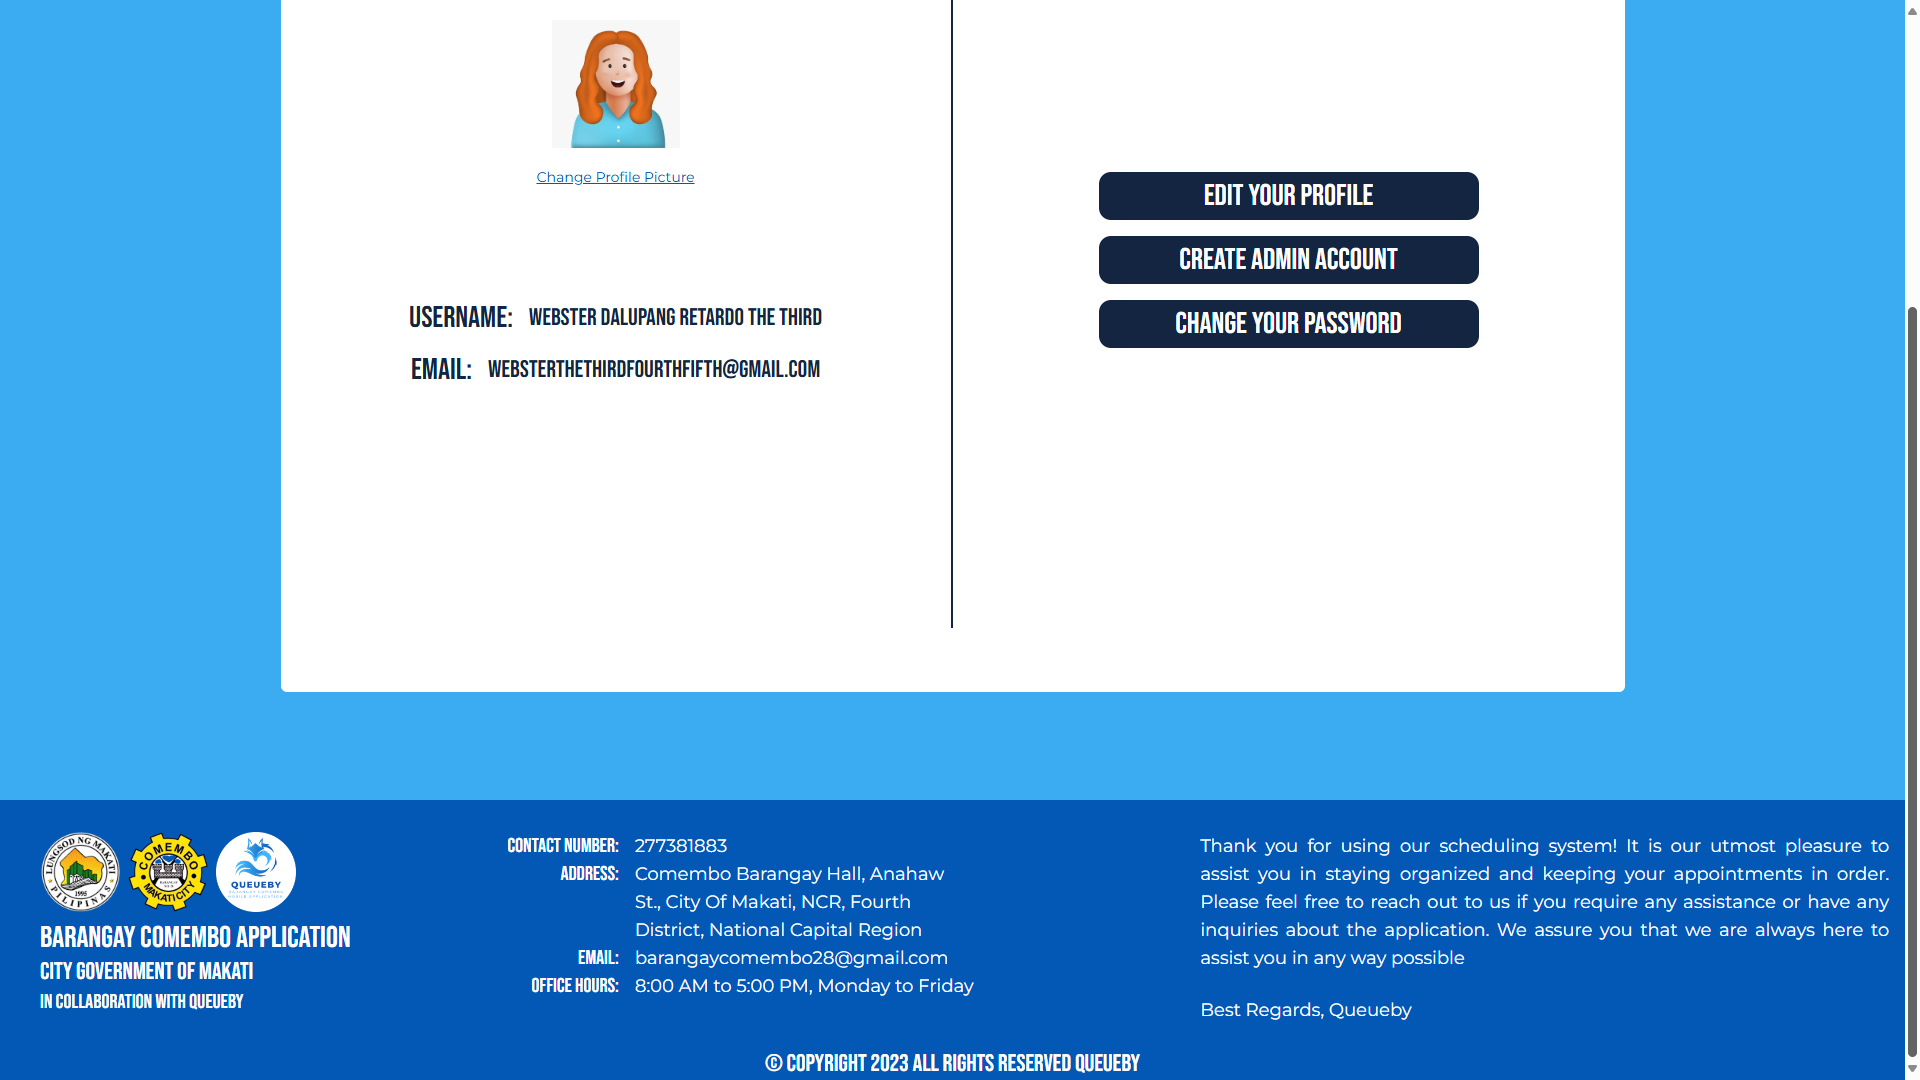 Change Profile Picture
USERNAME: WEBSTER DALUPANG RETARDO THE THIRD
EMAIL: WEBSTERTHETHIRDFOURTHFIFTH@GMAIL.COM
EDIT YOUR PROFILE
CREATE ADMIN ACCOUNT
CHANGE YOUR PASSWORD
LUNGSOD NG MAKATI
PILIPINAS
1995
COMEMBO
MAKATI CITY
QUEUEBY
BARANGAY COMEMBO APPLICATION
CITY GOVERNMENT OF MAKATI
IN COLLABORATION WITH QUEUEBY
CONTACT NUMBER: 277381883
ADDRESS: Comembo Barangay Hall, Anahaw
St., City Of Makati, NCR, Fourth
District, National Capital Region
EMAIL: barangaycomembo28@gmail.com
OFFICE HOURS: 8:00 AM to 5:00 PM, Monday to Friday
Thank you for using our scheduling system! It is our utmost pleasure to
assist you in staying organized and keeping your appointments in order.
Please feel free to reach out to us if you require any assistance or have any
inquiries about the application. We assure you that we are always here to
assist you in any way possible
Best Regards, Queueby
© COPYRIGHT 2023 ALL RIGHTS RESERVED QUEUEBY